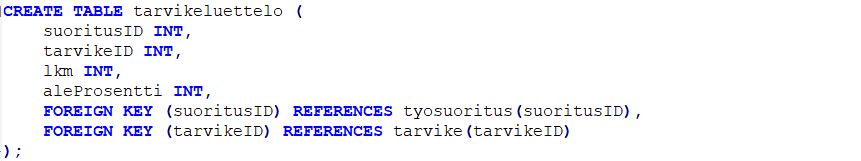 CREATE TABLE tarvikeluettelo (
    suoritusID INT,
    tarvikeID INT,
    lkm INT,
    aleProsentti INT,
    FOREIGN KEY (suoritusID) REFERENCES tyosuoritus(suoritusID),
    FOREIGN KEY (tarvikeID) REFERENCES tarvike(tarvikeID)
);